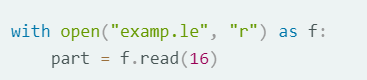 with open("examp.le", "r") as f:
    part = f.read(16)